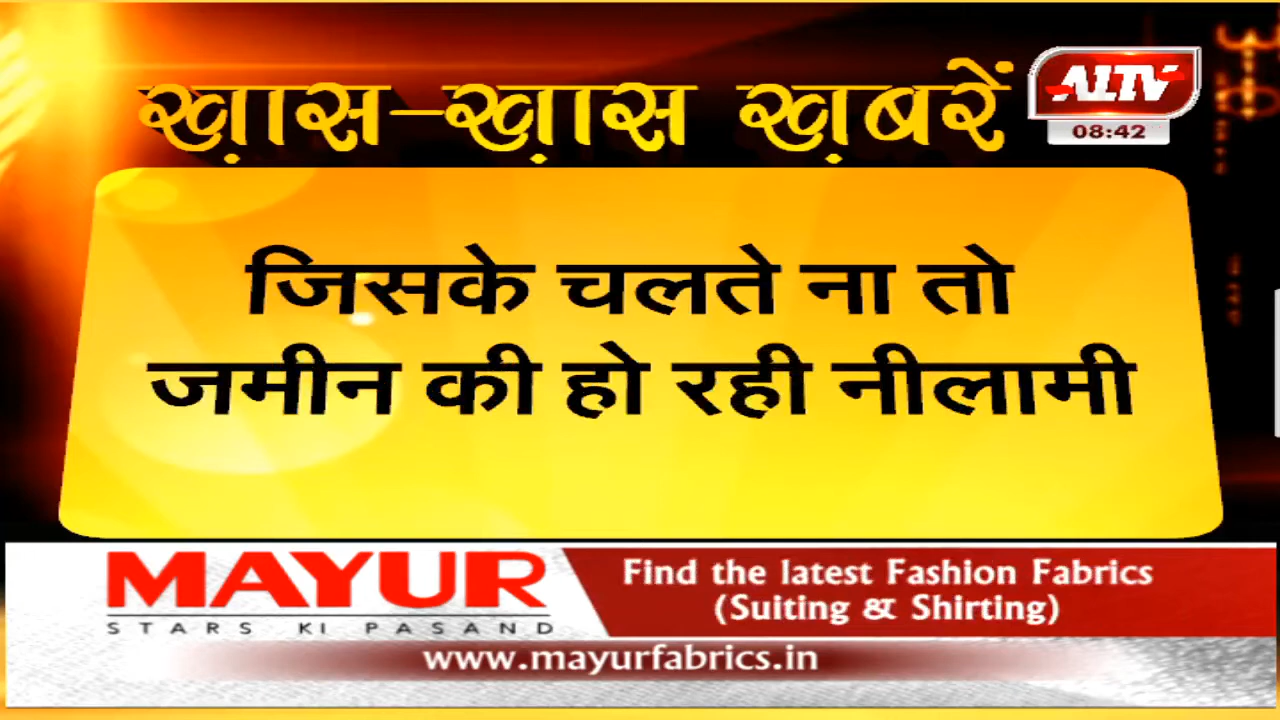 ख़ास-ख़ास ख़बरें
A1TV
08:42
जिसके चलते ना तो
जमीन की हो रही नीलामी
MAYUR
STARS KI PASAND
Find the latest Fashion Fabrics
(Suiting & Shirting)
www.mayurfabrics.in